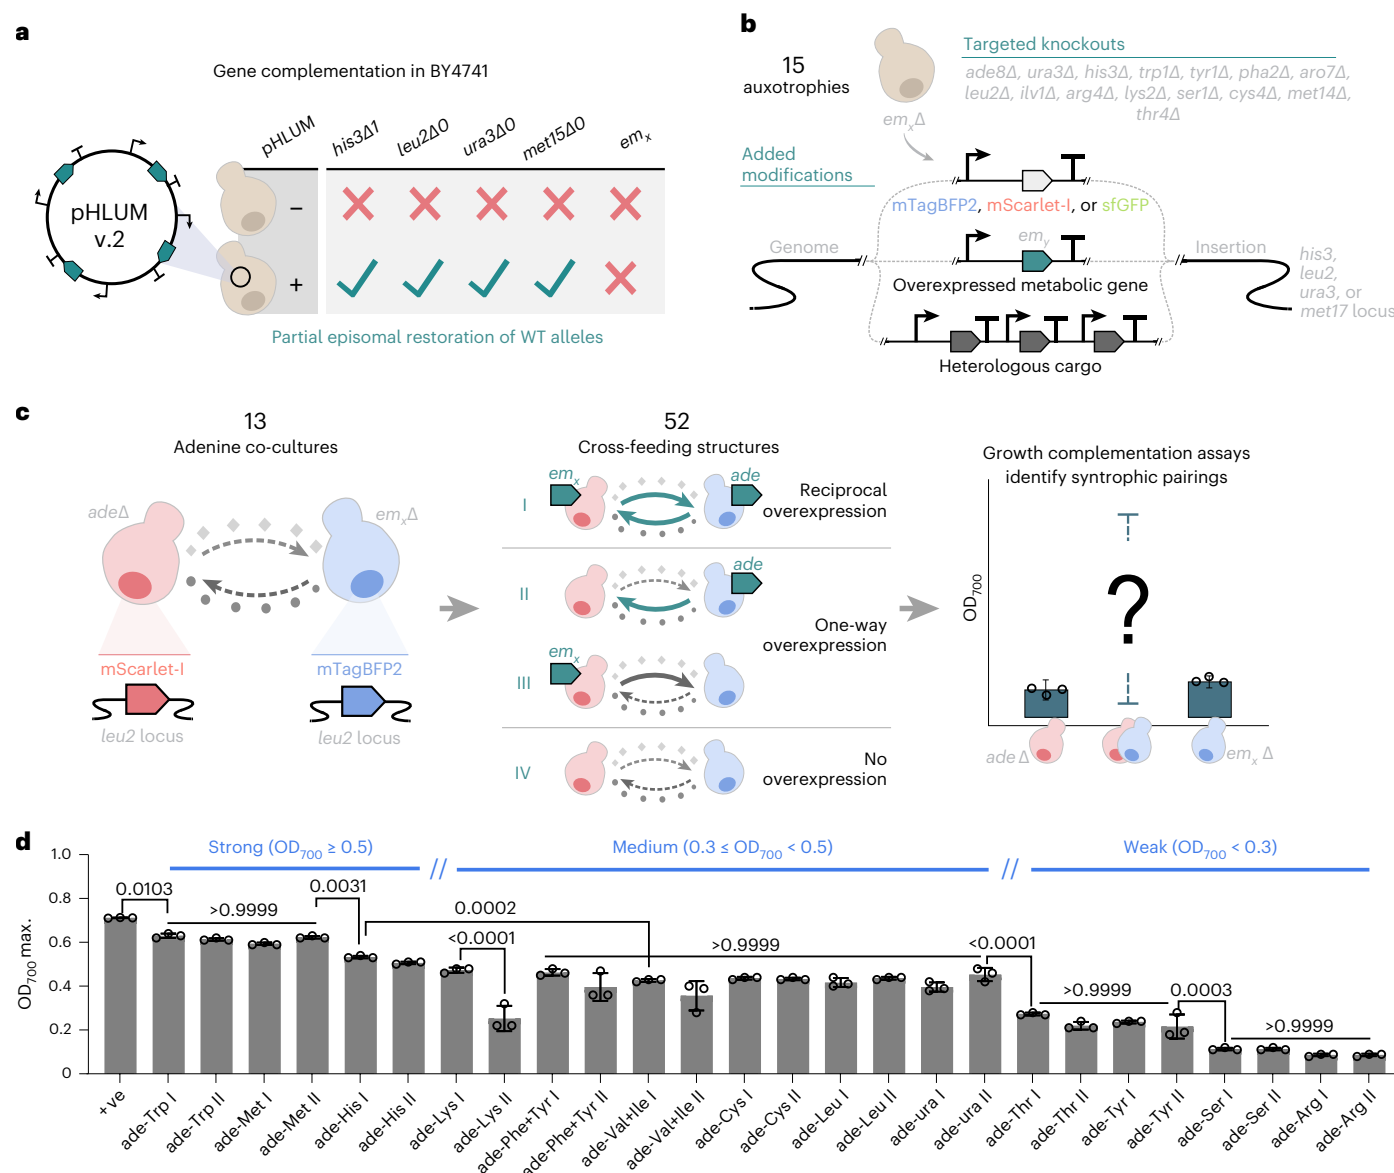 a
Gene complementation in BY4741
pHLUM
his3Δ1
leu2Δ0
ura3Δ0
met15Δ0
emx
pHLUM
v.2
−
+
Partial episomal restoration of WT alleles
b
15
auxotrophies
Targeted knockouts
ade8Δ, ura3Δ, his3Δ, trp1Δ, tyr1Δ, pha2Δ, aro7Δ,
leu2Δ, ilv1Δ, arg4Δ, lys2Δ, ser1Δ, cys4Δ, met14Δ,
thr4Δ
emxΔ
Added
modifications
mTagBFP2, mScarlet-I, or sfGFP
emy
Genome
Insertion
his3,
leu2,
ura3, or
met17 locus
Overexpressed metabolic gene
Heterologous cargo
c
13
Adenine co-cultures
adeΔ
emxΔ
mScarlet-I
mTagBFP2
leu2 locus
leu2 locus
52
Cross-feeding structures
emx
ade
I
Reciprocal
overexpression
ade
II
One-way
overexpression
emx
III
IV
No
overexpression
Growth complementation assays
identify syntrophic pairings
OD700
?
ade Δ
emx Δ
d
Strong (OD700 ≥ 0.5)
//
Medium (0.3 ≤ OD700 < 0.5)
//
Weak (OD700 < 0.3)
OD700 max.
1.0
0.8
0.6
0.4
0.2
0
0.0103
>0.9999
0.0031
0.0002
<0.0001
>0.9999
<0.0001
>0.9999
0.0003
>0.9999
+ve
ade-Trp I
ade-Trp II
ade-Met I
ade-Met II
ade-His I
ade-His II
ade-Lys I
ade-Lys II
ade-Phe+Tyr I
ade-Phe+Tyr II
ade-Val+Ile I
ade-Val+Ile II
ade-Cys I
ade-Cys II
ade-Leu I
ade-Leu II
ade-ura I
ade-ura II
ade-Thr I
ade-Thr II
ade-Tyr I
ade-Tyr II
ade-Ser I
ade-Ser II
ade-Arg I
ade-Arg II